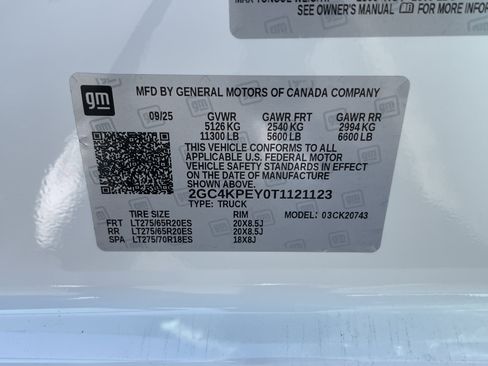 SEE OWNER'S MANUAL FOR MORE INFOR
gm
MFD BY GENERAL MOTORS OF CANADA COMPANY
09/25 GVWR GAWR FRT GAWR RR
5126 KG 2540 KG 2994 KG
11300 LB 5600 LB 6600 LB
THIS VEHICLE CONFORMS TO ALL
APPLICABLE U.S. FEDERAL MOTOR
VEHICLE SAFETY STANDARDS IN EFFECT
ON THE DATE OF MANUFACTURE SHOWN ABOVE.
2GC4KPEY0T1121123
TYPE: TRUCK MODEL: 03CK20743
TIRE SIZE RIM
FRT LT275/65R20ES 20X8.5J
RR LT275/65R20ES 20X8.5J
SPA LT275/70R18ES 18X8J